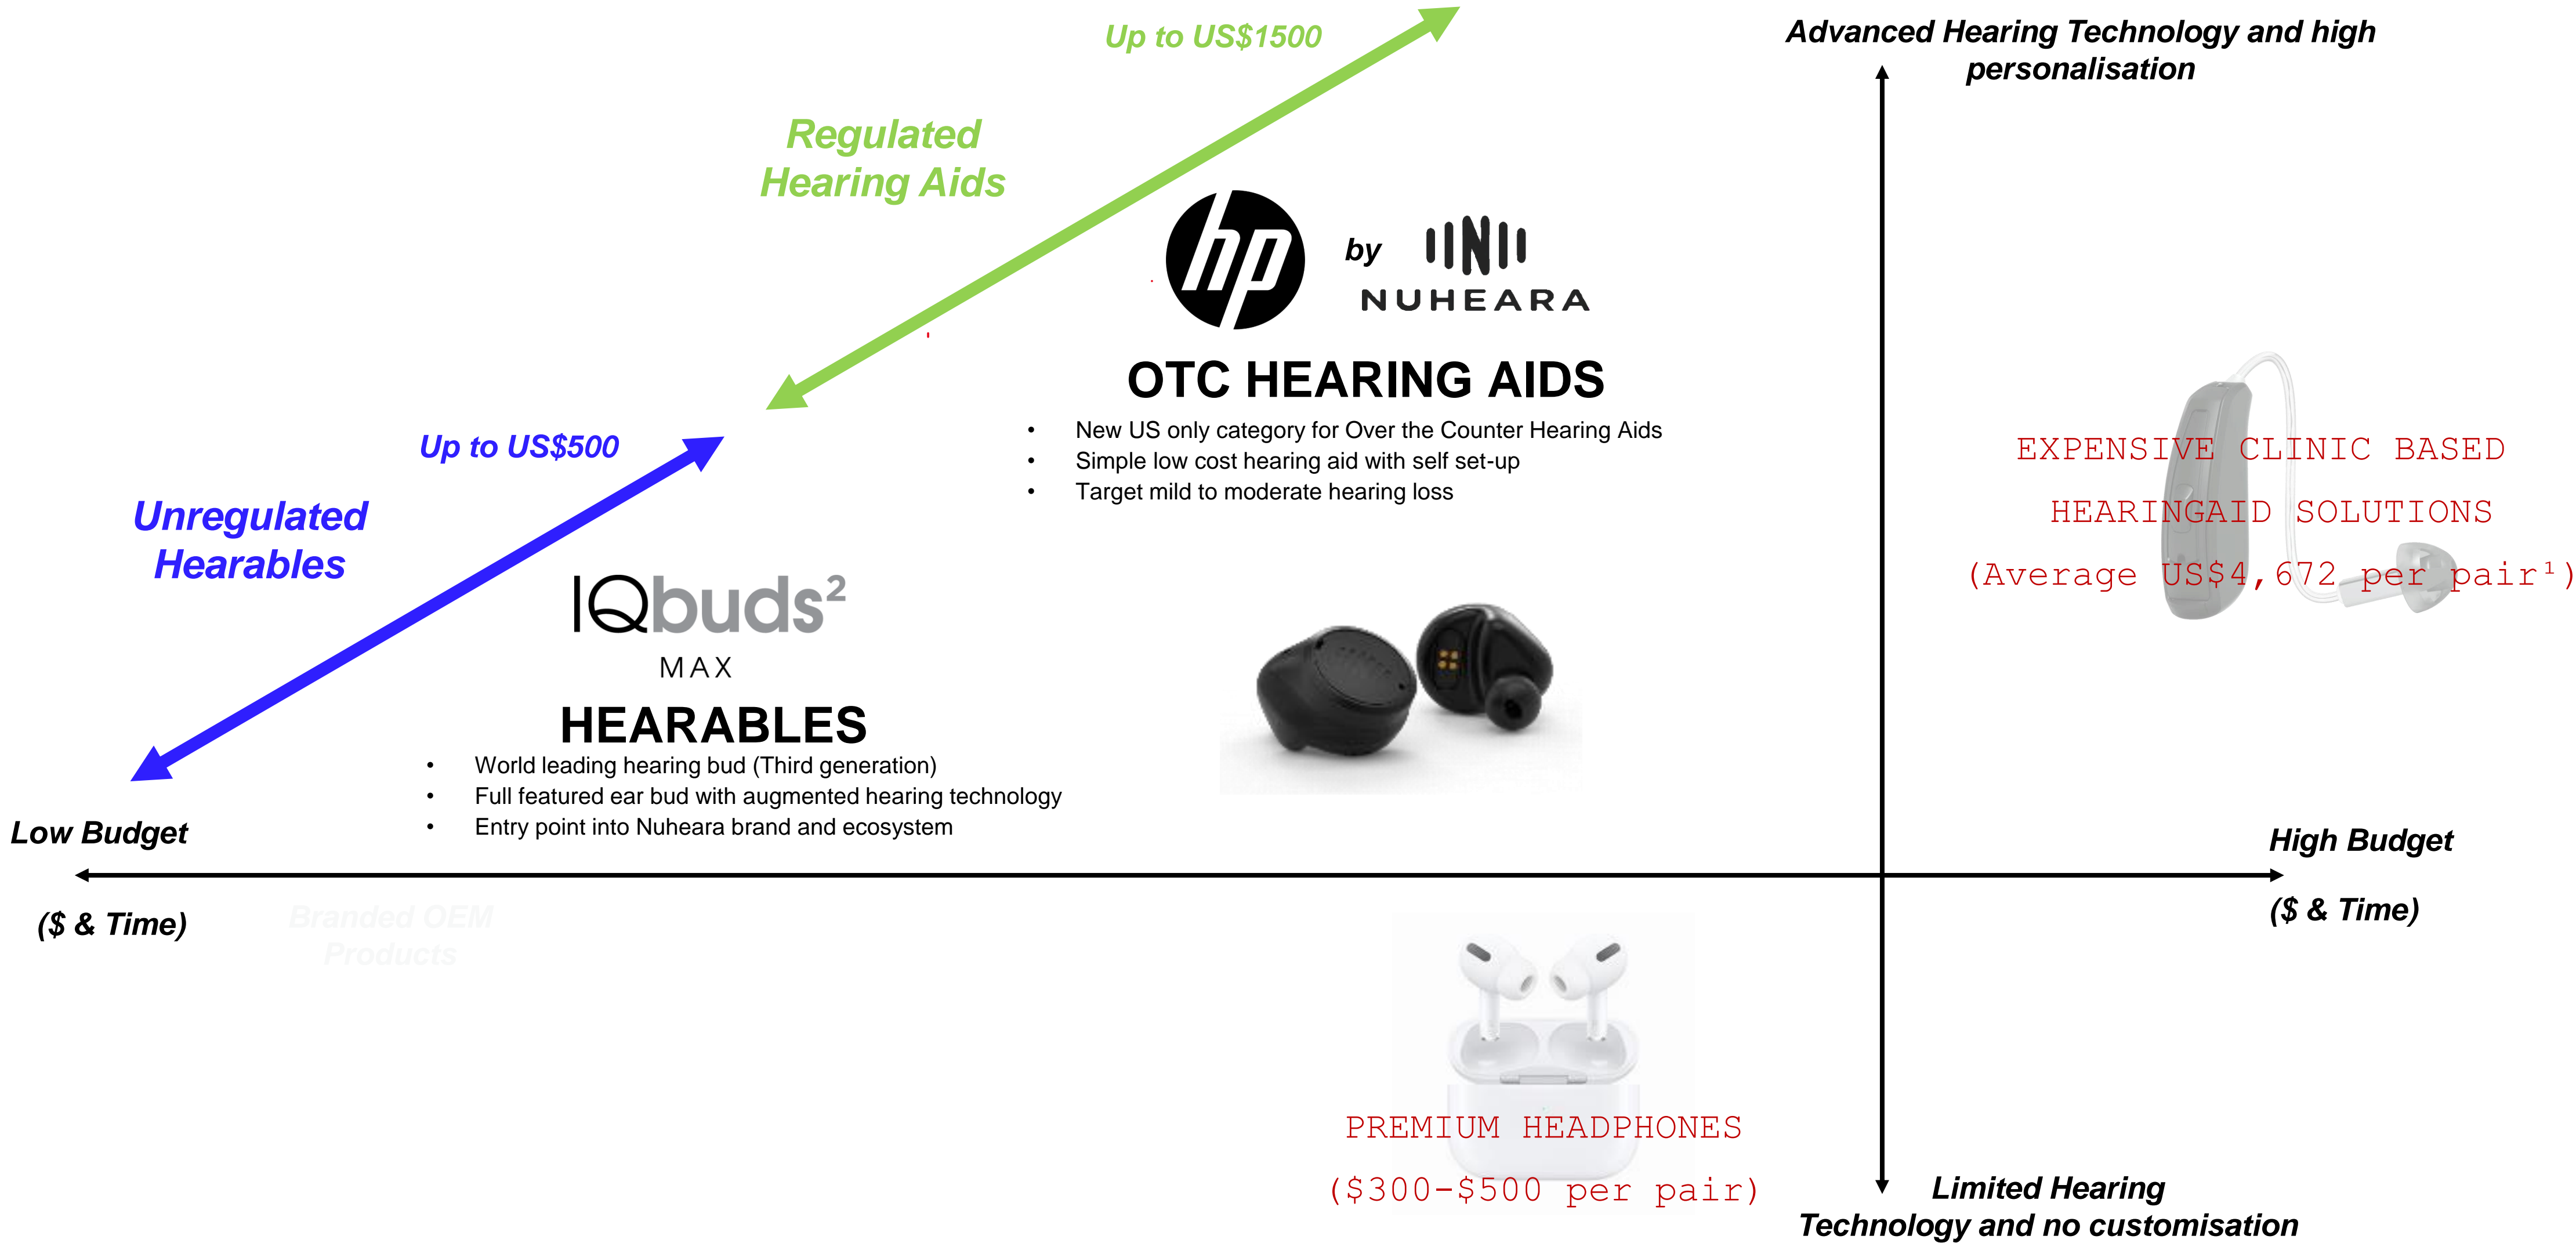 Up to US$1500
Advanced Hearing Technology and high
personalisation
Regulated
Hearing Aids
hp
by
NUHEARA
OTC HEARING AIDS
• New US only category for Over the Counter Hearing Aids
• Simple low cost hearing aid with self set-up
• Target mild to moderate hearing loss
Up to US$500
Unregulated
Hearables
EXPENSIVE CLINIC BASED
HEARINGAID SOLUTIONS
(Average US$4,672 per pair¹)
IQbuds²
MAX
HEARABLES
• World leading hearing bud (Third generation)
• Full featured ear bud with augmented hearing technology
• Entry point into Nuheara brand and ecosystem
Low Budget
($ & Time)
High Budget
($ & Time)
Branded OEM
Products
PREMIUM HEADPHONES
($300-$500 per pair)
Limited Hearing
Technology and no customisation